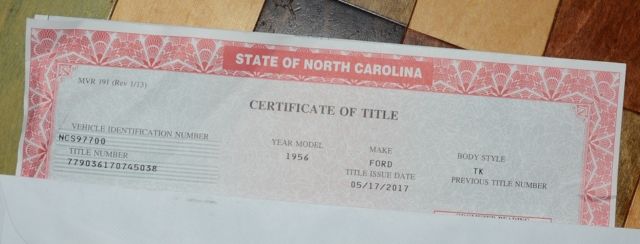 STATE OF NORTH CAROLINA
MVR 191 (Rev 1/13)
CERTIFICATE OF TITLE
VEHICLE IDENTIFICATION NUMBER
NCS97700
YEAR MODEL
1956
MAKE
FORD
BODY STYLE
TK
TITLE NUMBER
779036170745038
TITLE ISSUE DATE
05/17/2017
PREVIOUS TITLE NUMBER